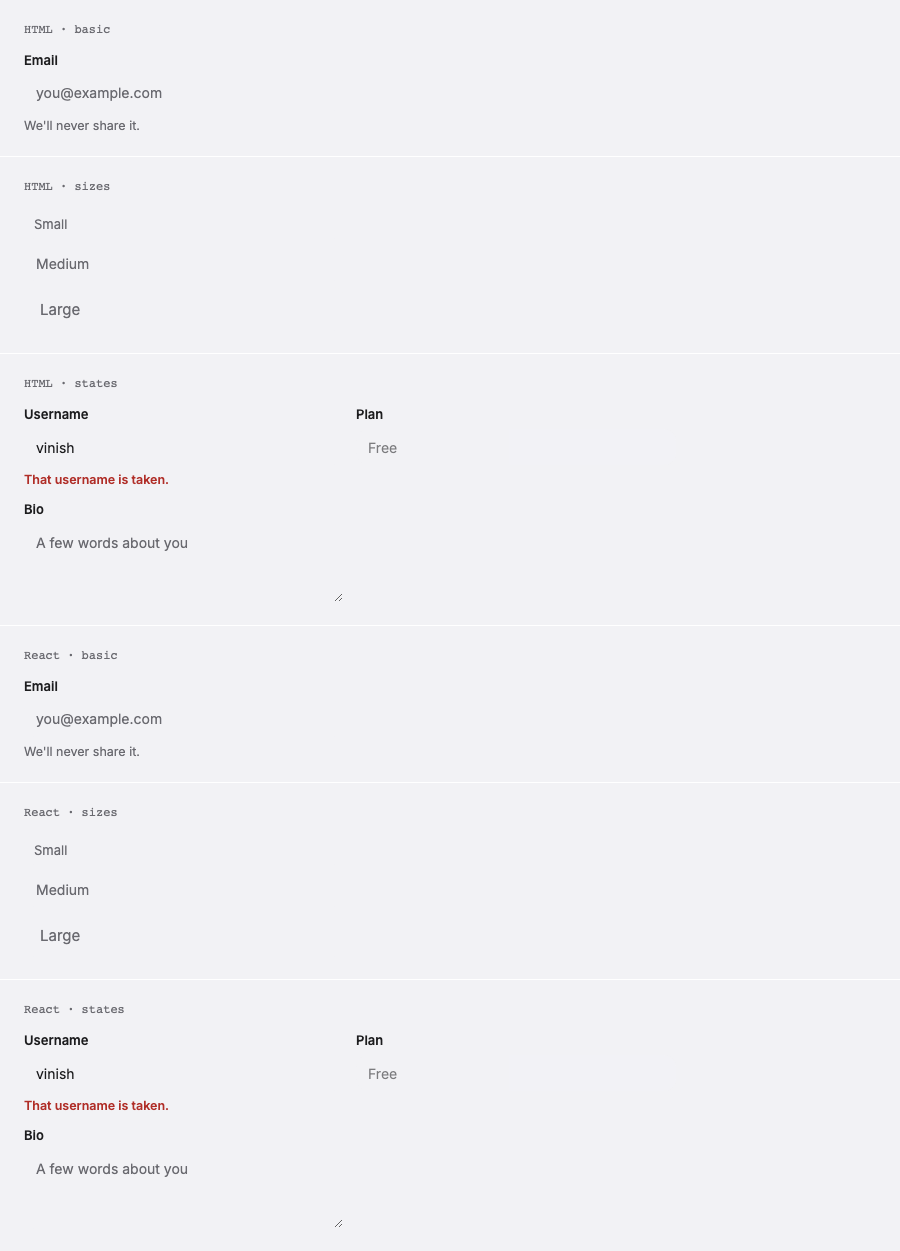 HTML · basic
Email
you@example.com
We'll never share it.
HTML · sizes
Small
Medium
Large
HTML · states
Username
vinish
That username is taken.
Plan
Free
Bio
A few words about you
React · basic
Email
you@example.com
We'll never share it.
React · sizes
Small
Medium
Large
React · states
Username
vinish
That username is taken.
Plan
Free
Bio
A few words about you